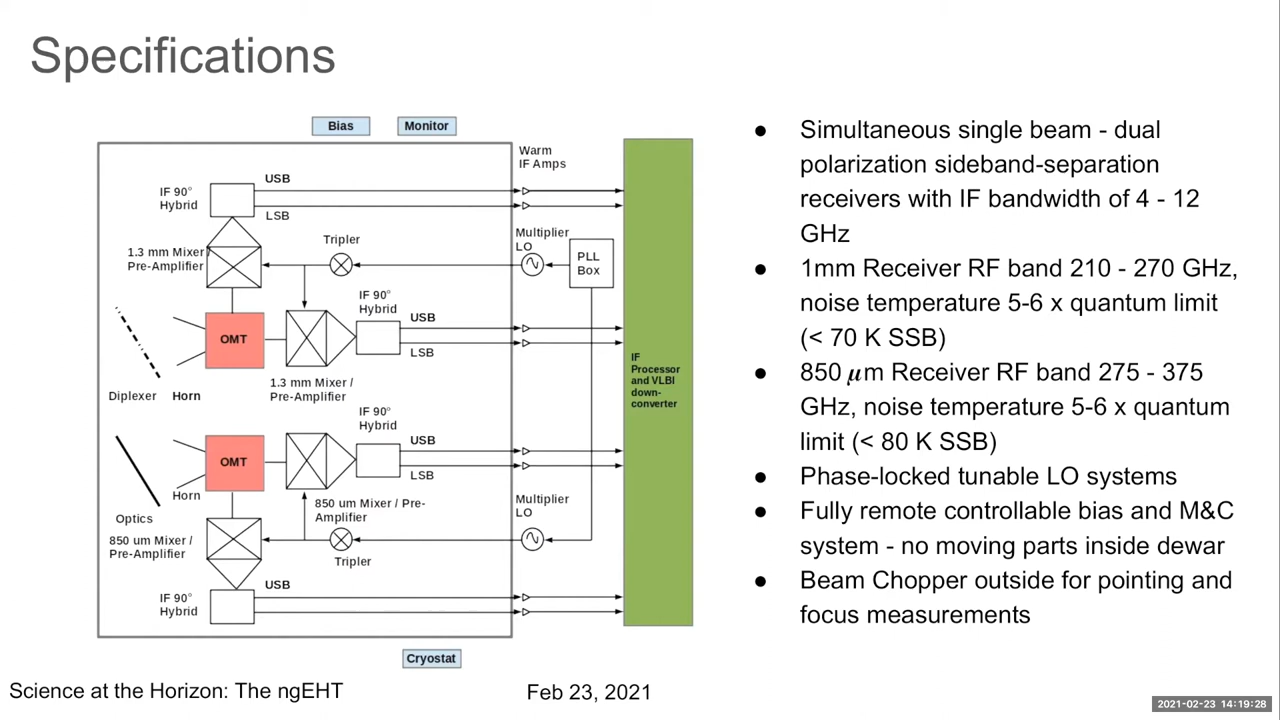 Specifications
Bias
Monitor
Warm
IF Amps
USB
IF 90°
Hybrid
LSB
Tripler
Multiplier
LO
PLL
Box
1.3 mm Mixer/
Pre-Amplifier
IF 90°
Hybrid
USB
OMT
LSB
1.3 mm Mixer /
Pre-Amplifier
Diplexer
Horn
IF
Processor
and VLBI
down-
converter
IF 90°
Hybrid
USB
OMT
LSB
Horn
Optics
850 um Mixer / Pre-
Amplifier
Multiplier
LO
850 um Mixer /
Pre-Amplifier
Tripler
USB
IF 90°
Hybrid
Cryostat
● Simultaneous single beam - dual
polarization sideband-separation
receivers with IF bandwidth of 4 - 12
GHz
● 1mm Receiver RF band 210 - 270 GHz,
noise temperature 5-6 x quantum limit
(< 70 K SSB)
● 850 μm Receiver RF band 275 - 375
GHz, noise temperature 5-6 x quantum
limit (< 80 K SSB)
● Phase-locked tunable LO systems
● Fully remote controllable bias and M&C
system - no moving parts inside dewar
● Beam Chopper outside for pointing and
focus measurements
Science at the Horizon: The ngEHT
Feb 23, 2021
2021-02-23 14:19:28